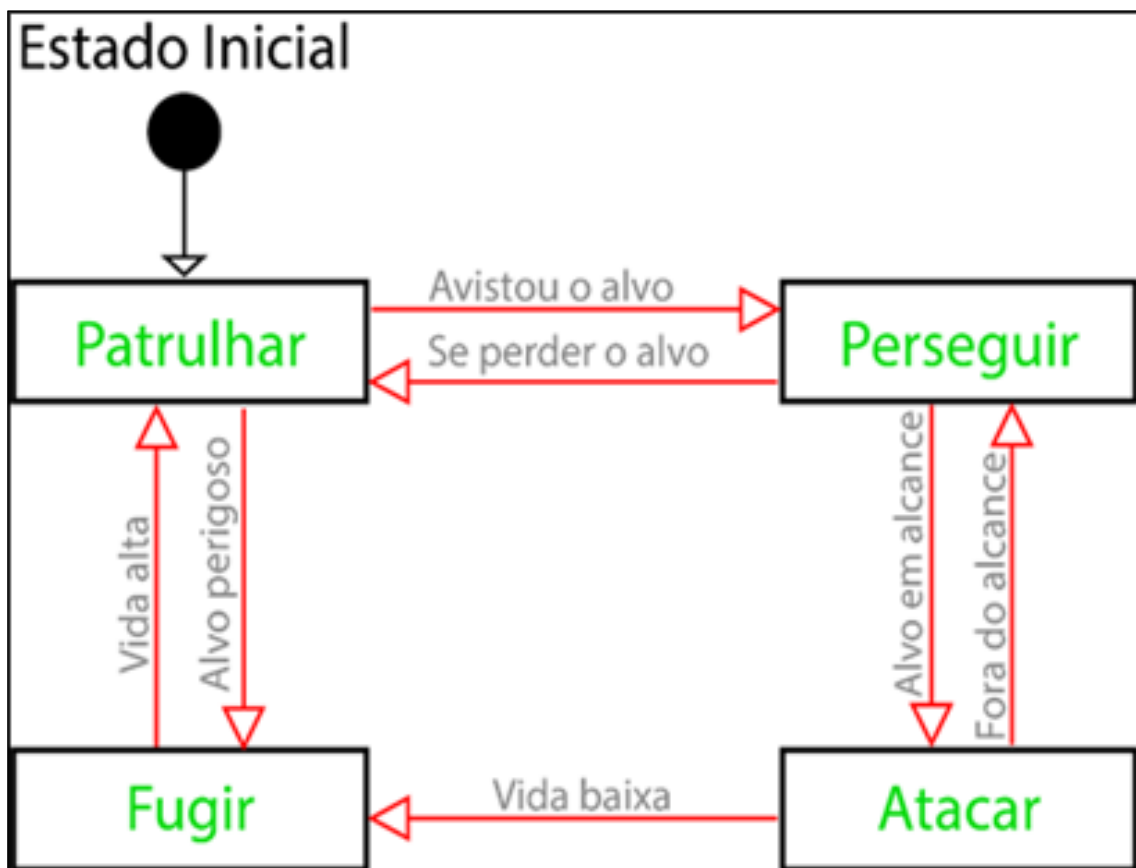 Estado Inicial
Avistou o alvo
Patrulhar
Perseguir
Se perder o alvo
Vida alta
Alvo perigoso
Alvo em alcance
Fora do alcance
Fugir
Vida baixa
Atacar